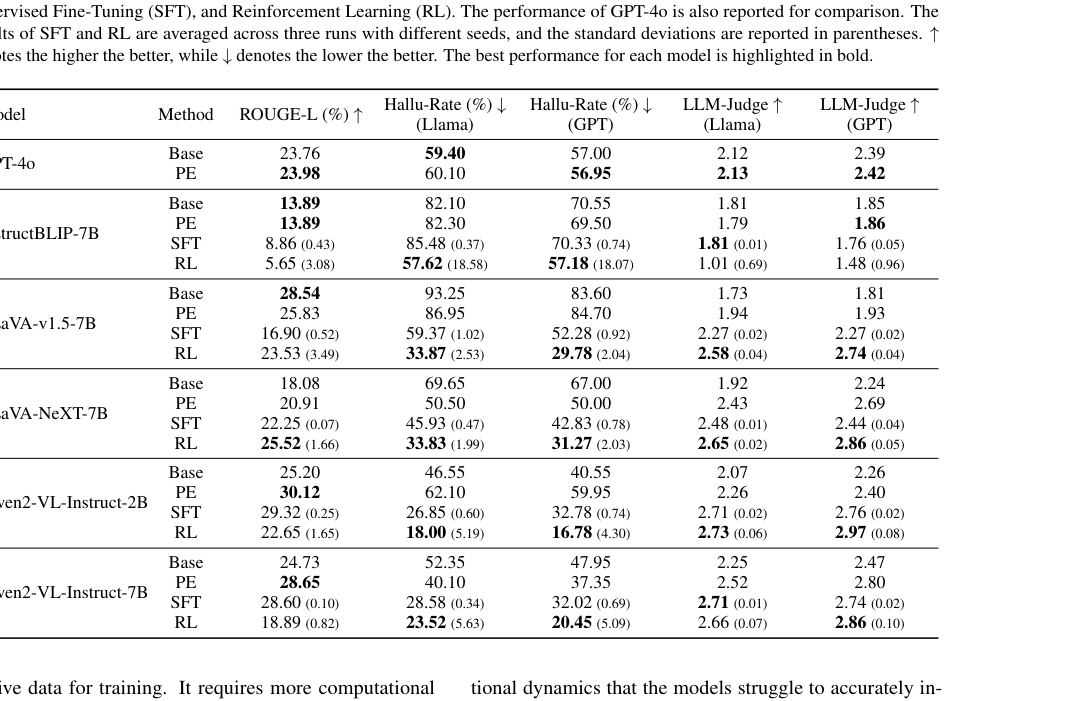 ervised Fine-Tuning (SFT), and Reinforcement Learning (RL). The performance of GPT-4o is also reported for comparison. The
lts of SFT and RL are averaged across three runs with different seeds, and the standard deviations are reported in parentheses. ↑
otes the higher the better, while ↓ denotes the lower the better. The best performance for each model is highlighted in bold.
odel Method ROUGE-L (%) ↑ Hallu-Rate (%) ↓ (Llama) Hallu-Rate (%) ↓ (GPT) LLM-Judge ↑ (Llama) LLM-Judge ↑ (GPT)
PT-4o
Base 23.76 59.40 57.00 2.12 2.39
PE 23.98 60.10 56.95 2.13 2.42
structBLIP-7B
Base 13.89 82.10 70.55 1.81 1.85
PE 13.89 82.30 69.50 1.79 1.86
SFT 8.86 (0.43) 85.48 (0.37) 70.33 (0.74) 1.81 (0.01) 1.76 (0.05)
RL 5.65 (3.08) 57.62 (18.58) 57.18 (18.07) 1.01 (0.69) 1.48 (0.96)
aVA-v1.5-7B
Base 28.54 93.25 83.60 1.73 1.81
PE 25.83 86.95 84.70 1.94 1.93
SFT 16.90 (0.52) 59.37 (1.02) 52.28 (0.92) 2.27 (0.02) 2.27 (0.02)
RL 23.53 (3.49) 33.87 (2.53) 29.78 (2.04) 2.58 (0.04) 2.74 (0.04)
aVA-NeXT-7B
Base 18.08 69.65 67.00 1.92 2.24
PE 20.91 50.50 50.00 2.43 2.69
SFT 22.25 (0.07) 45.93 (0.47) 42.83 (0.78) 2.48 (0.01) 2.44 (0.04)
RL 25.52 (1.66) 33.83 (1.99) 31.27 (2.03) 2.65 (0.02) 2.86 (0.05)
wen2-VL-Instruct-2B
Base 25.20 46.55 40.55 2.07 2.26
PE 30.12 62.10 59.95 2.26 2.40
SFT 29.32 (0.25) 26.85 (0.60) 32.78 (0.74) 2.71 (0.02) 2.76 (0.02)
RL 22.65 (1.65) 18.00 (5.19) 16.78 (4.30) 2.73 (0.06) 2.97 (0.08)
wen2-VL-Instruct-7B
Base 24.73 52.35 47.95 2.25 2.47
PE 28.65 40.10 37.35 2.52 2.80
SFT 28.60 (0.10) 28.58 (0.34) 32.02 (0.69) 2.71 (0.01) 2.74 (0.02)
RL 18.89 (0.82) 23.52 (5.63) 20.45 (5.09) 2.66 (0.07) 2.86 (0.10)
ive data for training. It requires more computational
tional dynamics that the models struggle to accurately in-